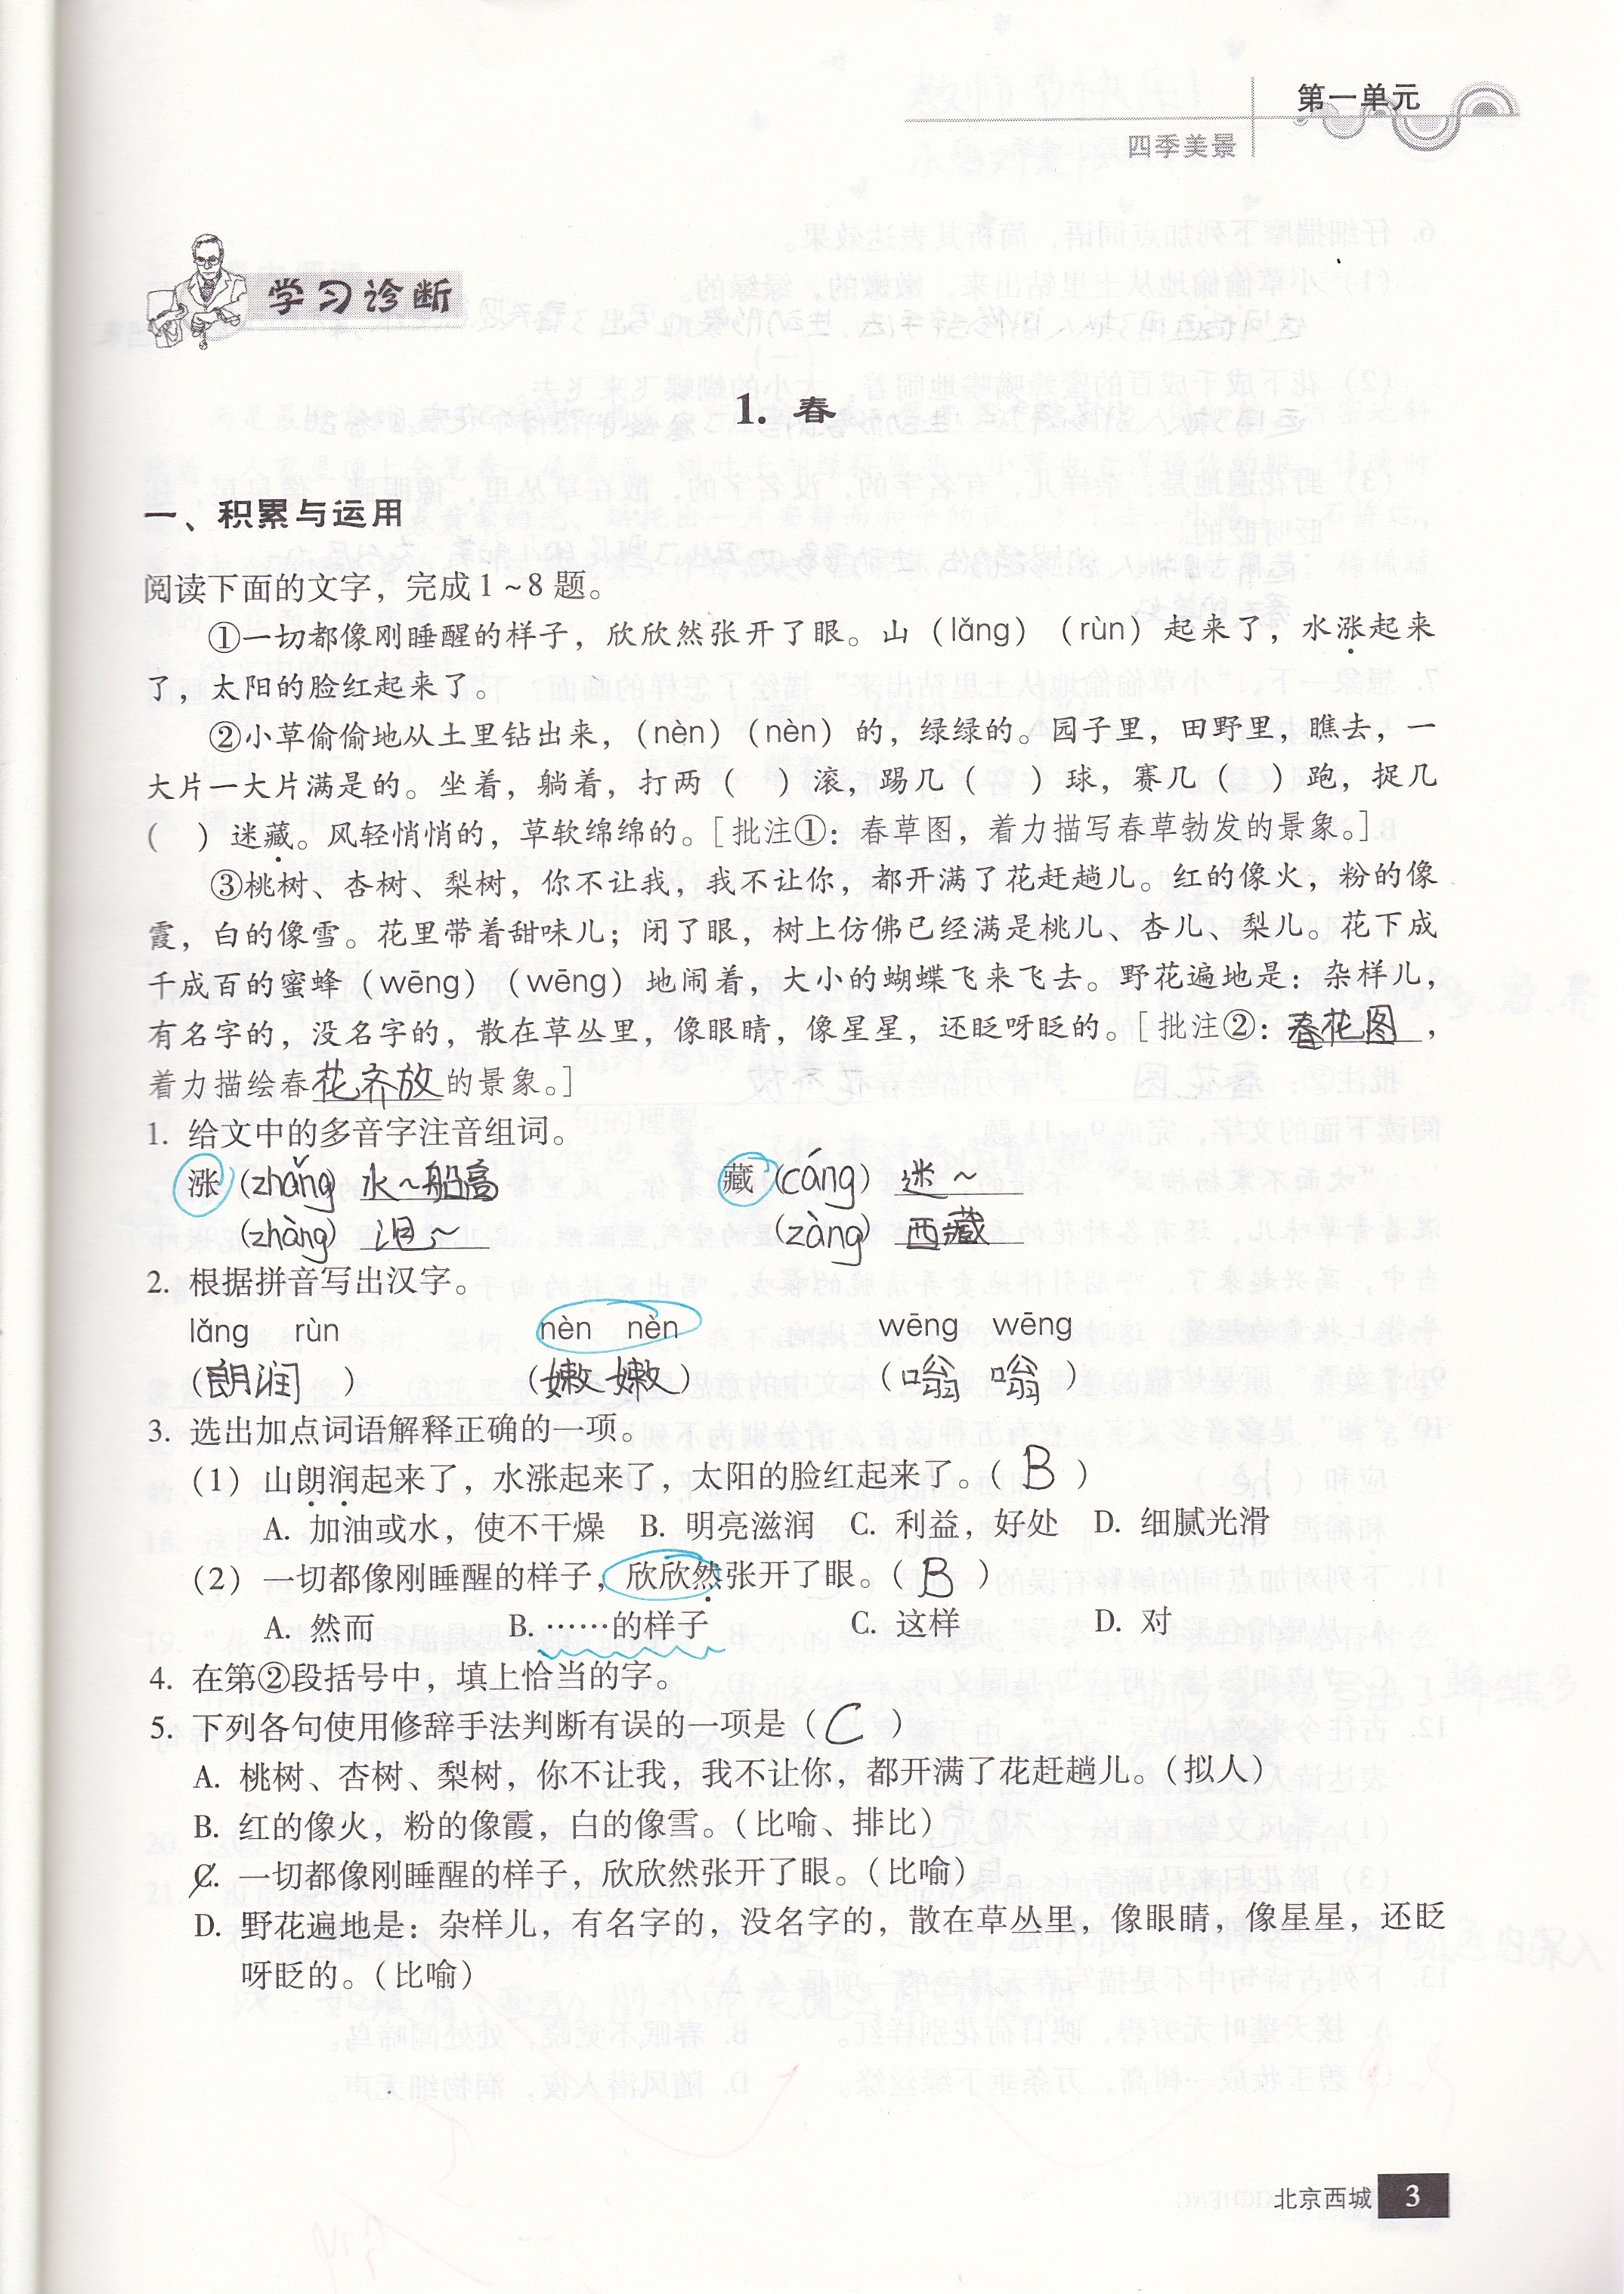 第一单元
四季美景
学习诊断
1. 春
一、积累与运用
阅读下面的文字，完成1~8题。
①一切都像刚睡醒的样子，欣欣然张开了眼。山（lǎng）（rùn）起来了，水涨起来
了，太阳的脸红起来了。
②小草偷偷地从土里钻出来，（nèn）（nèn）的，绿绿的。园子里，田野里，瞧去，一
大片一大片满是的。坐着，躺着，打两（ ）滚，踢几（ ）球，赛几（ ）跑，捉几
（ ）迷藏。风轻悄悄的，草软绵绵的。[批注①：春草图，着力描写春草勃发的景象。]
③桃树、杏树、梨树，你不让我，我不让你，都开满了花赶趟儿。红的像火，粉的像
霞，白的像雪。花里带着甜味儿；闭了眼，树上仿佛已经满是桃儿、杏儿、梨儿。花下成
千成百的蜜蜂（wēng）（wēng）地闹着，大小的蝴蝶飞来飞去。野花遍地是：杂样儿，
有名字的，没名字的，散在草丛里，像眼睛，像星星，还眨呀眨的。[批注②：春花图，
着力描绘春花齐放的景象。]
1. 给文中的多音字注音组词。
涨(zhǎng) 水~船高 藏(cáng) 迷~
(zhàng) 泪~ (zàng) 西藏
2. 根据拼音写出汉字。
lǎng rùn nèn nèn wēng wēng
(朗润) (嫩嫩) (嗡嗡)
3. 选出加点词语解释正确的一项。
（1）山朗润起来了，水涨起来了，太阳的脸红起来了。（B）
A. 加油或水，使不干燥 B. 明亮滋润 C. 利益，好处 D. 细腻光滑
（2）一切都像刚睡醒的样子，欣欣然张开了眼。（B）
A. 然而 B. ……的样子 C. 这样 D. 对
4. 在第②段括号中，填上恰当的字。
5. 下列各句使用修辞手法判断有误的一项是（C）
A. 桃树、杏树、梨树，你不让我，我不让你，都开满了花赶趟儿。（拟人）
B. 红的像火，粉的像霞，白的像雪。（比喻、排比）
C. 一切都像刚睡醒的样子，欣欣然张开了眼。（比喻）
D. 野花遍地是：杂样儿，有名字的，没名字的，散在草丛里，像眼睛，像星星，还眨
呀眨的。（比喻）
北京西城 3